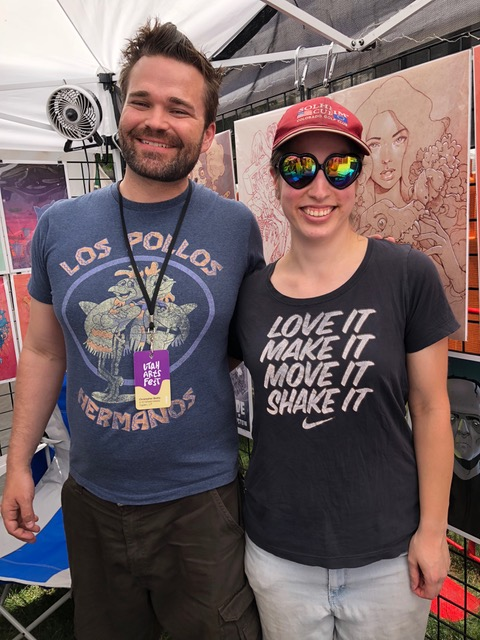 LOS POLLOS
HERMANOS
UTAH
ARTS
FEST
LOVE IT
MAKE IT
MOVE IT
SHAKE IT